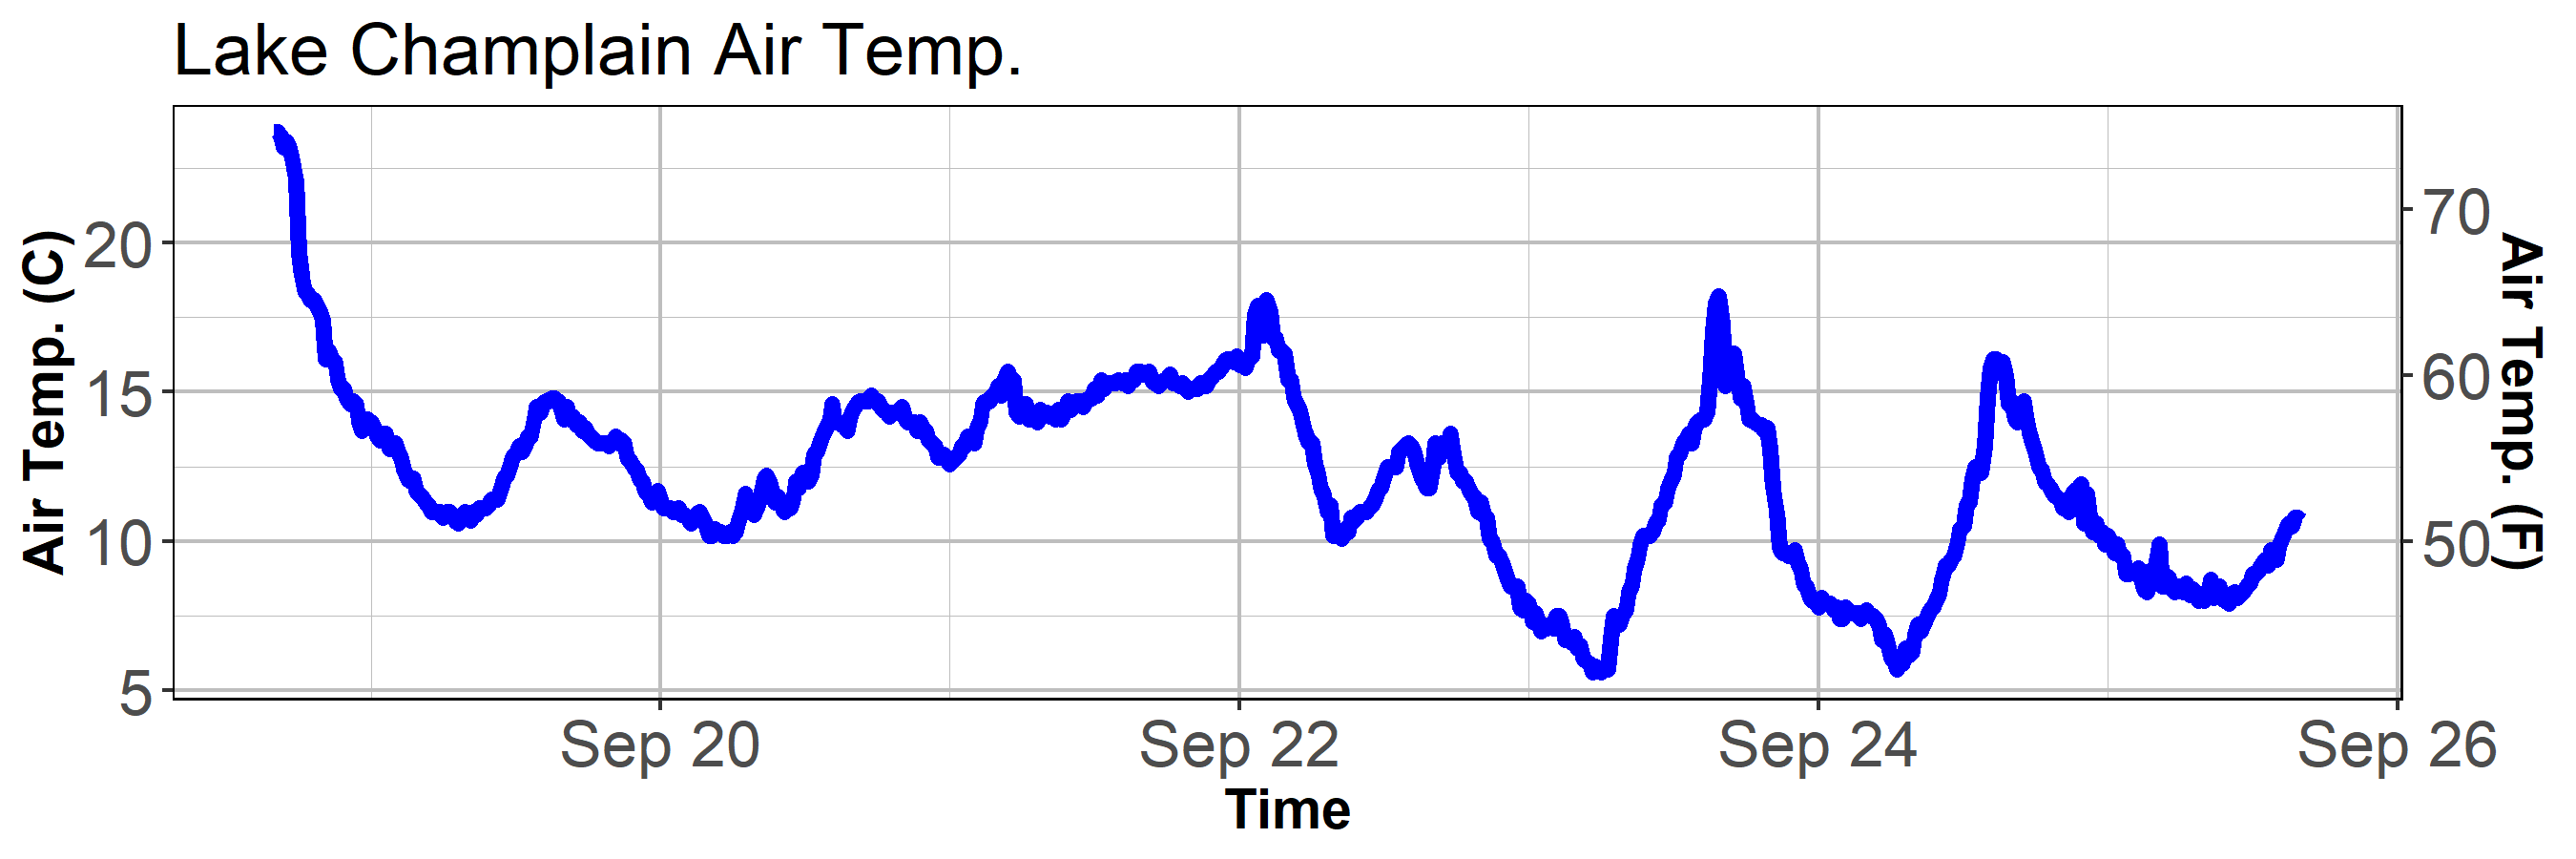 Lake Champlain Air Temp.
Air Temp. (C)
20
15
10
5
70
60
50
Air Temp. (F)
Sep 20 Sep 22 Sep 24 Sep 26
Time